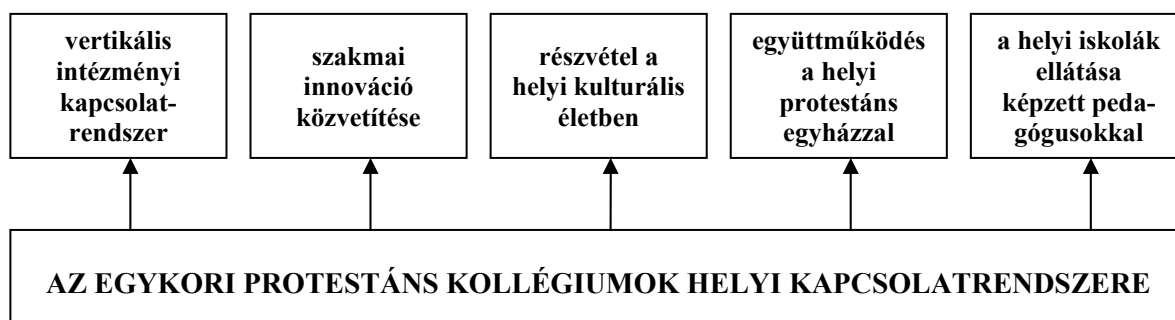 vertikális
intézményi
kapcsolat-
rendszer
szakmai
innováció
közvetítése
részvétel a
helyi kulturális
életben
együttműködés
a helyi
protestáns
egyházzal
a helyi iskolák
ellátása
képzett peda-
gógusokkal
AZ EGYKORI PROTESTÁNS KOLLÉGIUMOK HELYI KAPCSOLATRENDSZERE